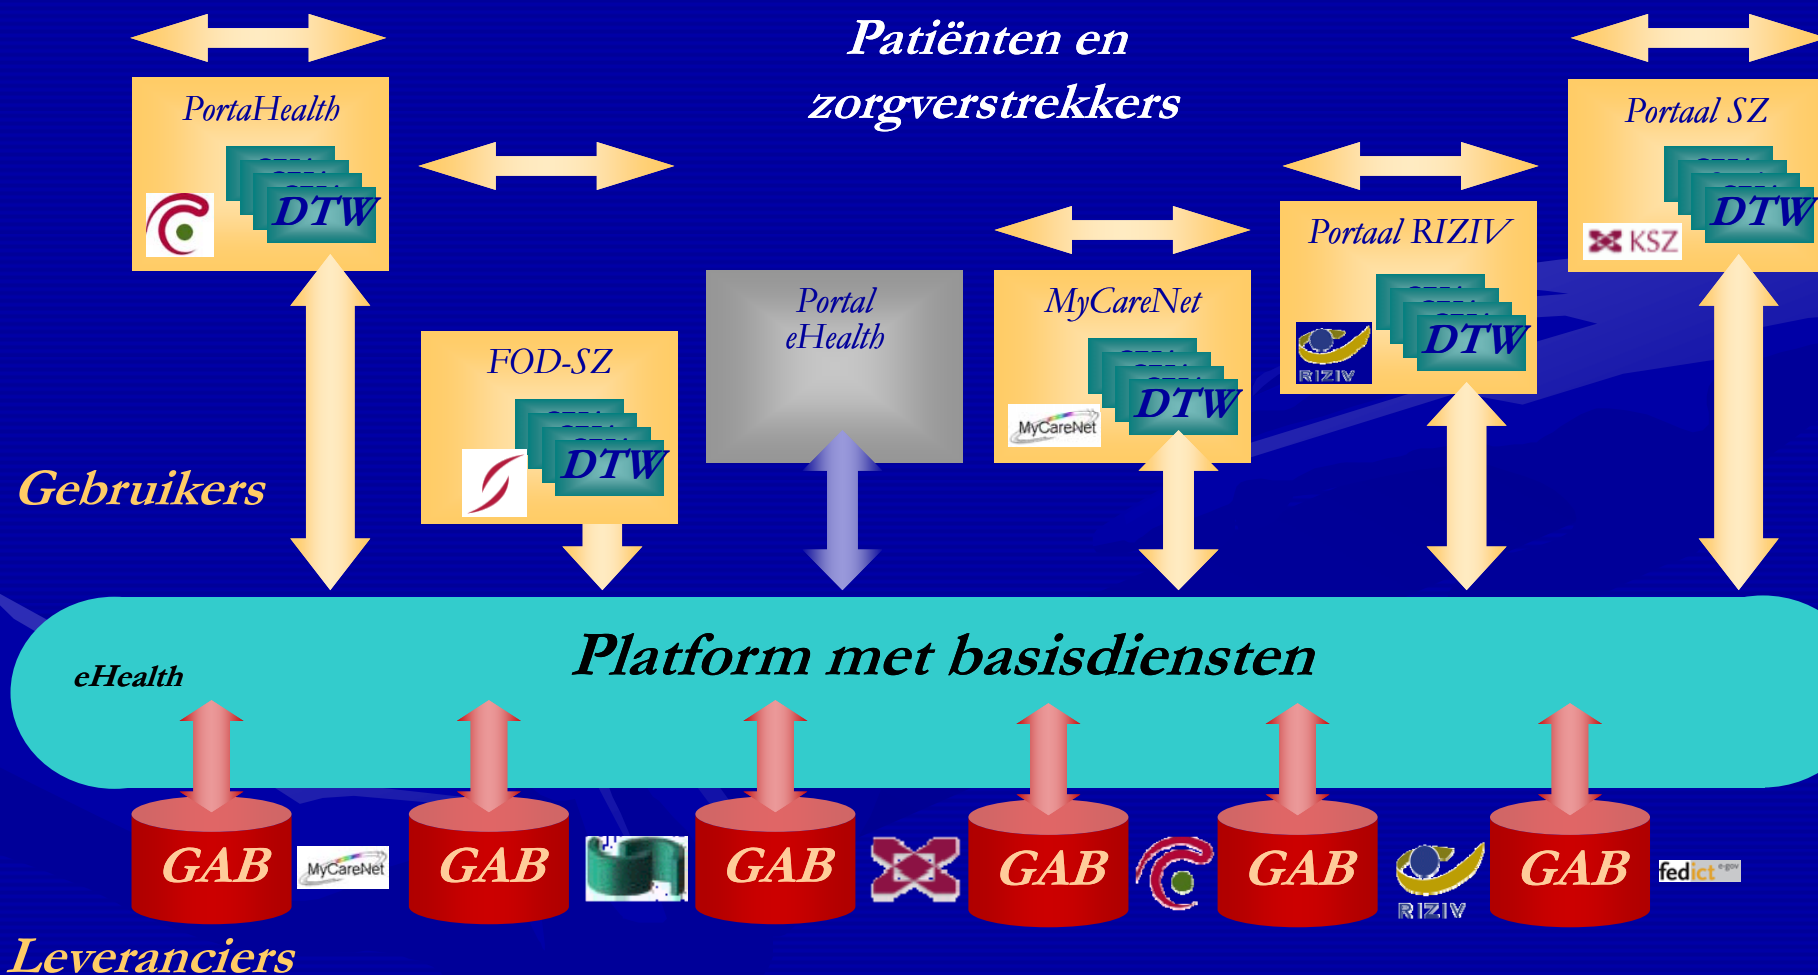 Patiënten en
zorgverstrekkers
PortaHealth
DTW
FOD-SZ
DTW
Portal
eHealth
MyCareNet
DTW
MyCareNet
Portaal RIZIV
DTW
RIZIV
Portaal SZ
DTW
KSZ
Gebruikers
Platform met basisdiensten
eHealth
GAB
MyCareNet
GAB
GAB
GAB
GAB
RIZIV
GAB
fedict e-gov
Leveranciers